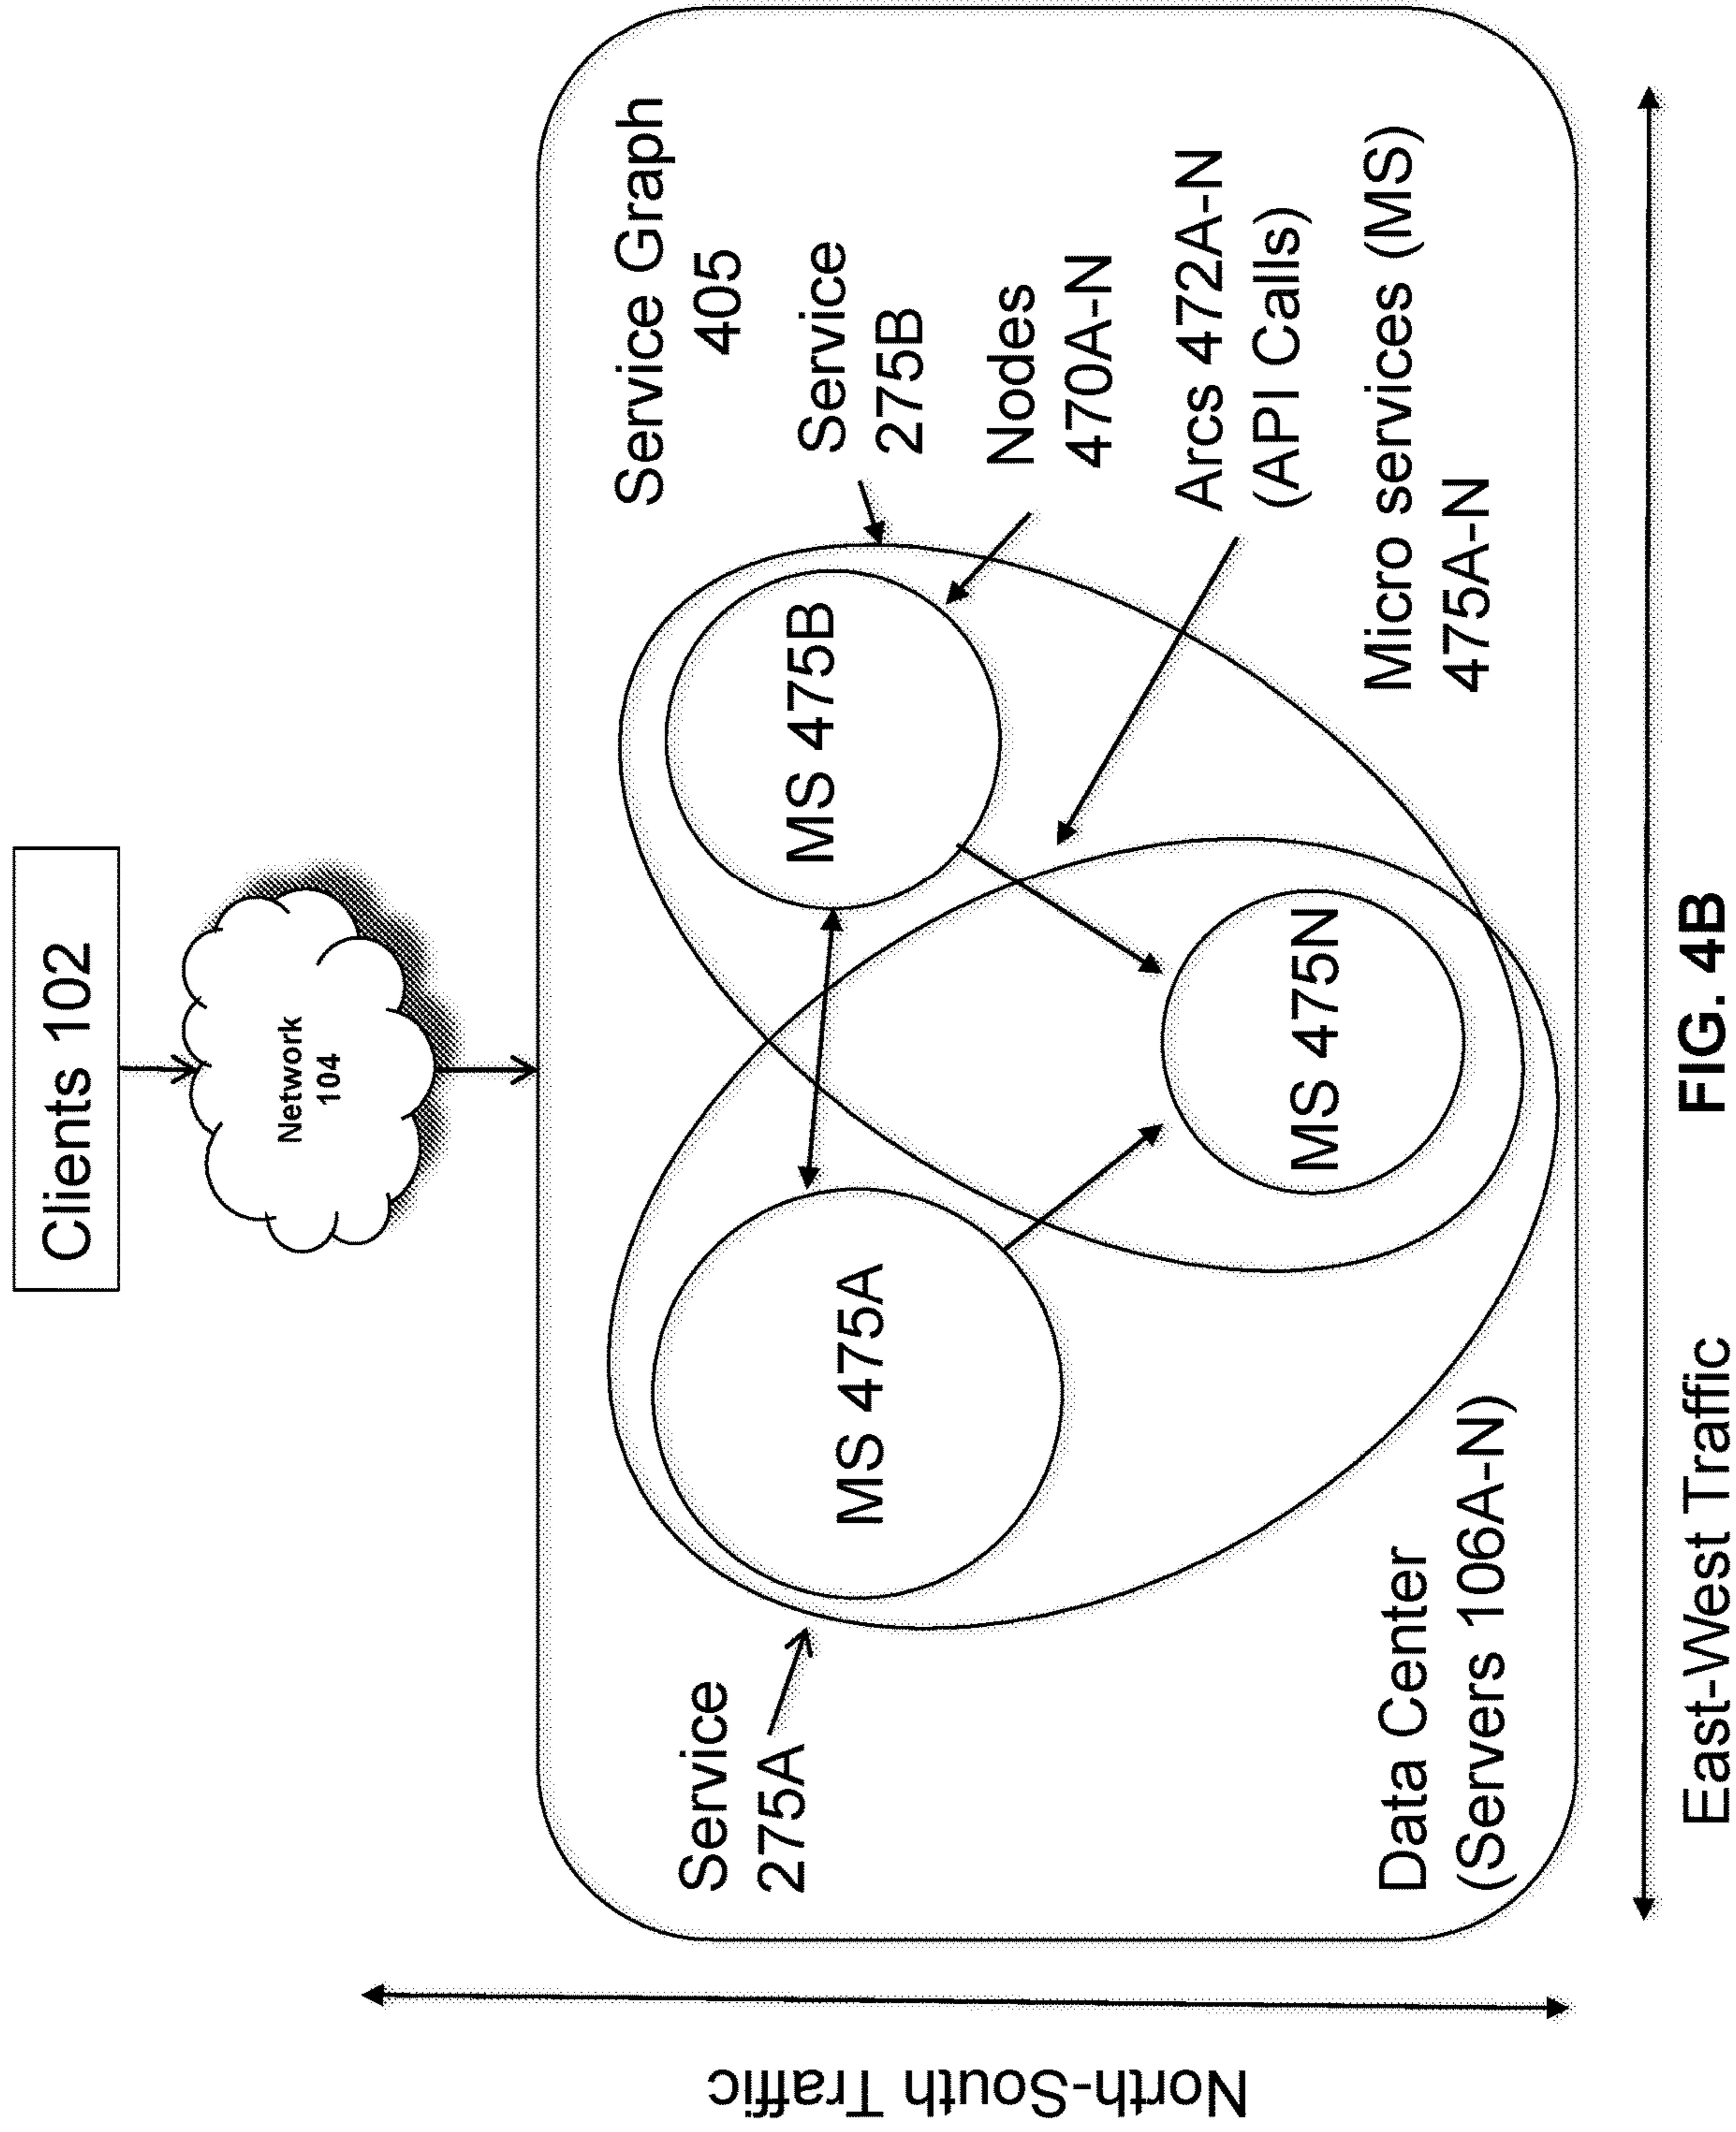 Clients 102
Network
104
Service Graph
405
Service
275A
Service
275B
MS 475A
MS 475B
Nodes
470A-N
Arcs 472A-N
(API Calls)
MS 475N
Micro services (MS)
475A-N
Data Center
(Servers 106A-N)
North-South Traffic
East-West Traffic
FIG. 4B